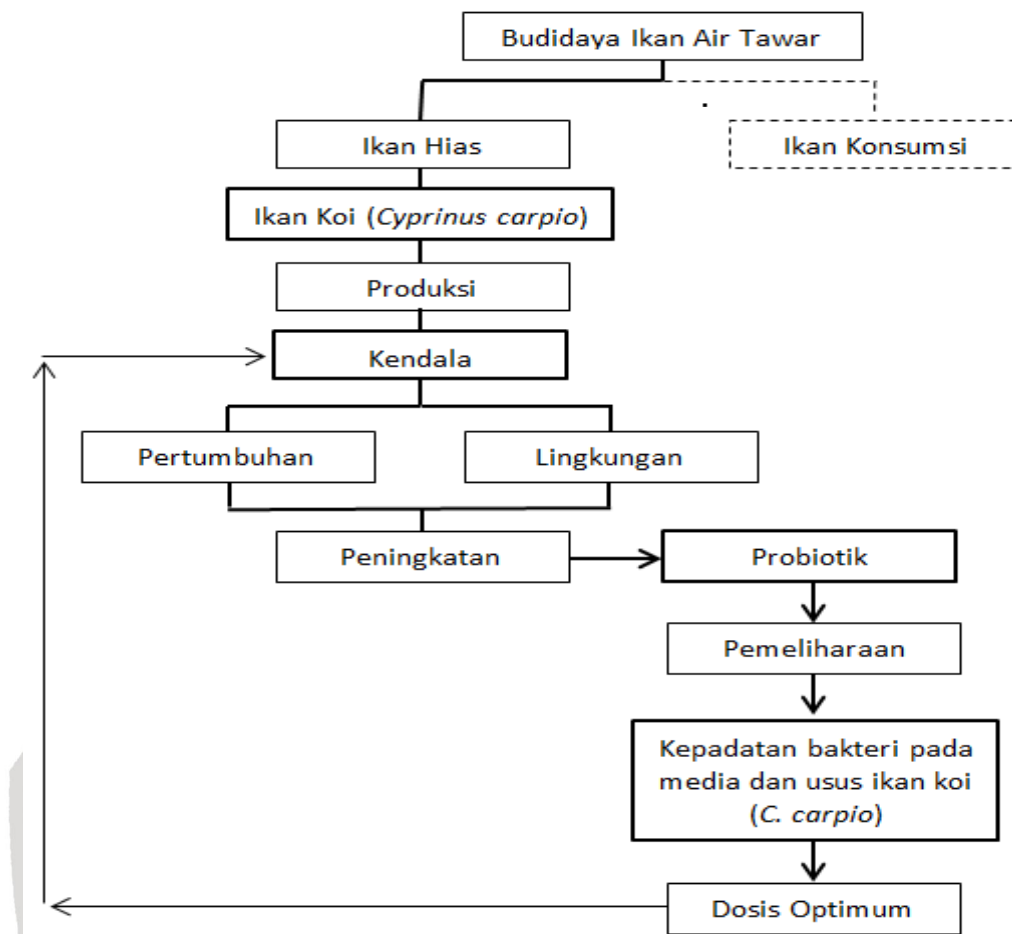 Budidaya Ikan Air Tawar
Ikan Hias
Ikan Konsumsi
Ikan Koi (Cyprinus carpio)
Produksi
Kendala
Pertumbuhan
Lingkungan
Peningkatan
Probiotik
Pemeliharaan
Kepadatan bakteri pada
media dan usus ikan koi
(C. carpio)
Dosis Optimum